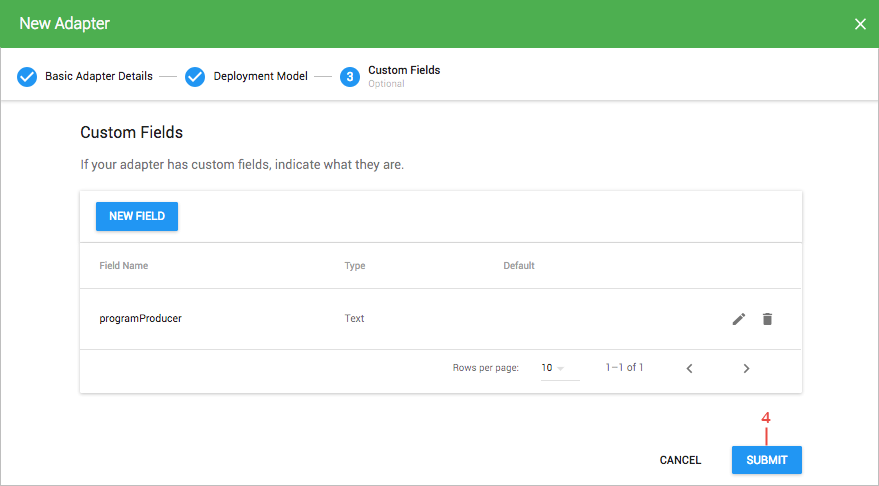 New Adapter
Basic Adapter Details
Deployment Model
3
Custom Fields
Optional
Custom Fields
If your adapter has custom fields, indicate what they are.
NEW FIELD
Field Name Type Default
programProducer Text
Rows per page: 10 1–1 of 1
4
CANCEL SUBMIT